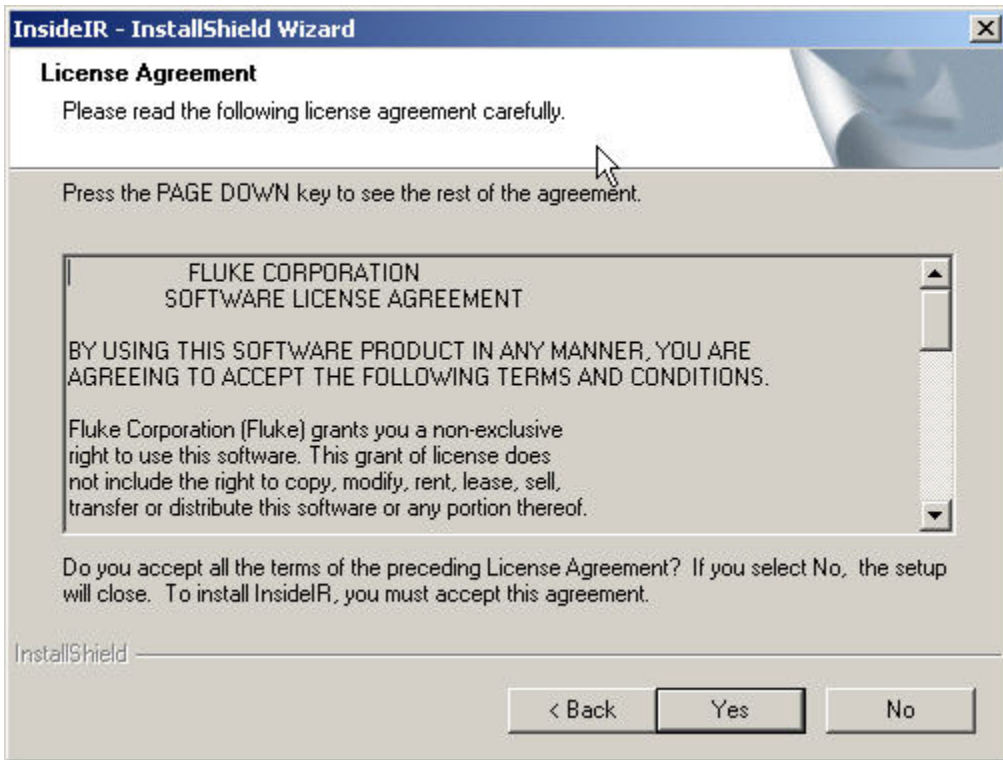 InsideIR - InstallShield Wizard
License Agreement
Please read the following license agreement carefully.
Press the PAGE DOWN key to see the rest of the agreement.
FLUKE CORPORATION
SOFTWARE LICENSE AGREEMENT
BY USING THIS SOFTWARE PRODUCT IN ANY MANNER, YOU ARE
AGREEING TO ACCEPT THE FOLLOWING TERMS AND CONDITIONS.
Fluke Corporation (Fluke) grants you a non-exclusive
right to use this software. This grant of license does
not include the right to copy, modify, rent, lease, sell,
transfer or distribute this software or any portion thereof.
Do you accept all the terms of the preceding License Agreement? If you select No, the setup
will close. To install InsideIR, you must accept this agreement.
InstallShield
< Back Yes No